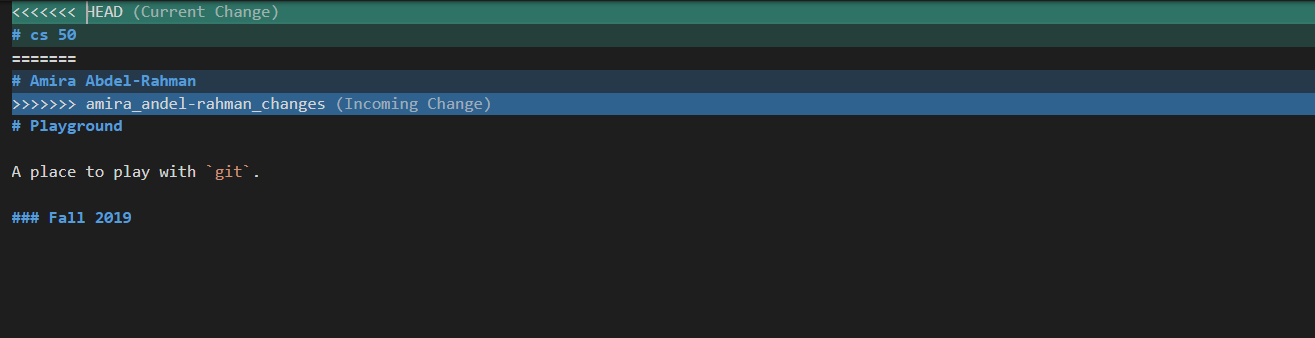 <<<<<<< HEAD (Current Change)
# cs 50
=======
# Amira Abdel-Rahman
>>>>>>> amira_andel-rahman_changes (Incoming Change)
# Playground
A place to play with `git`.
### Fall 2019